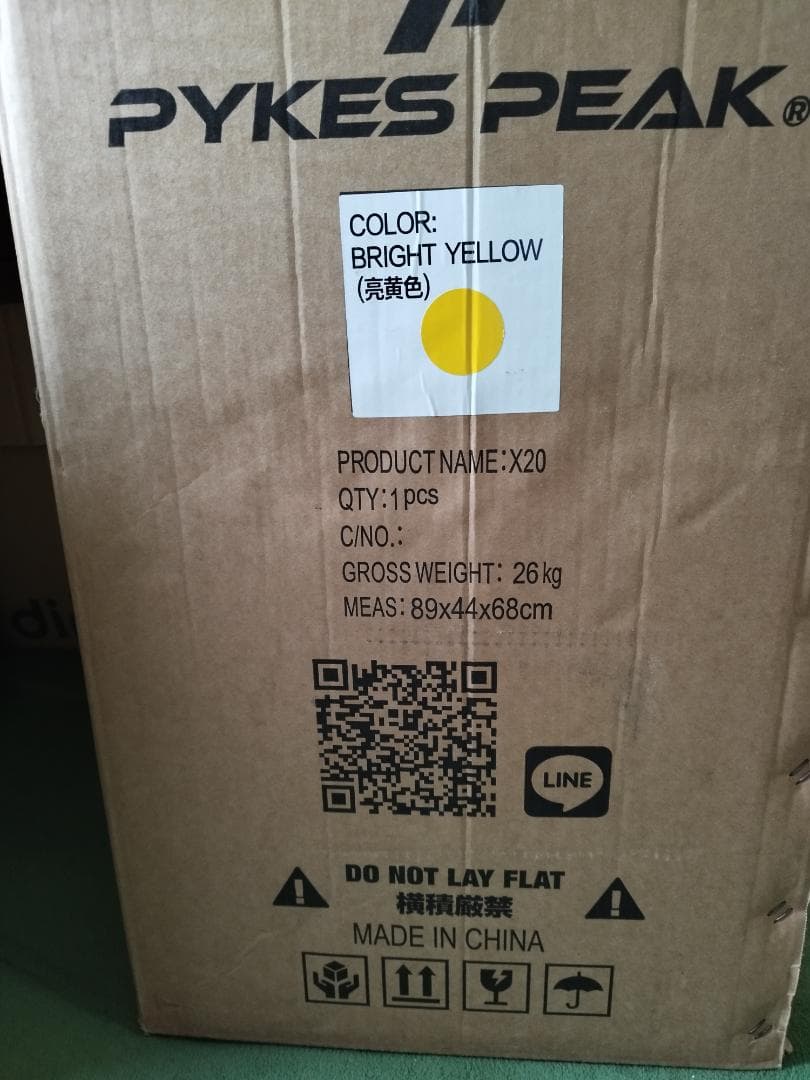 PYKES PEAK®
COLOR:
BRIGHT YELLOW
(亮黄色)
PRODUCT NAME:X20
QTY:1pcs
C/NO.:
GROSS WEIGHT: 26kg
MEAS: 89x44x68cm
LINE
DO NOT LAY FLAT
横積厳禁
MADE IN CHINA